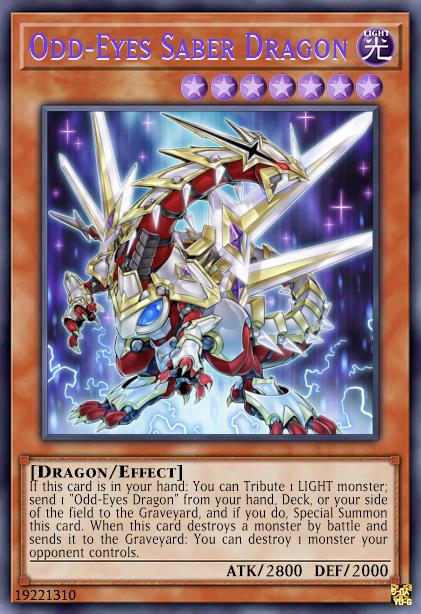 ODD-EYES SABER DRAGON
LIGHT
光
[DRAGON/EFFECT]
If this card is in your hand: You can Tribute 1 LIGHT monster;
send 1 "Odd-Eyes Dragon" from your hand, Deck, or your side
of the field to the Graveyard, and if you do, Special Summon
this card. When this card destroys a monster by battle and
sends it to the Graveyard: You can destroy 1 monster your
opponent controls.
ATK/2800 DEF/2000
19221310